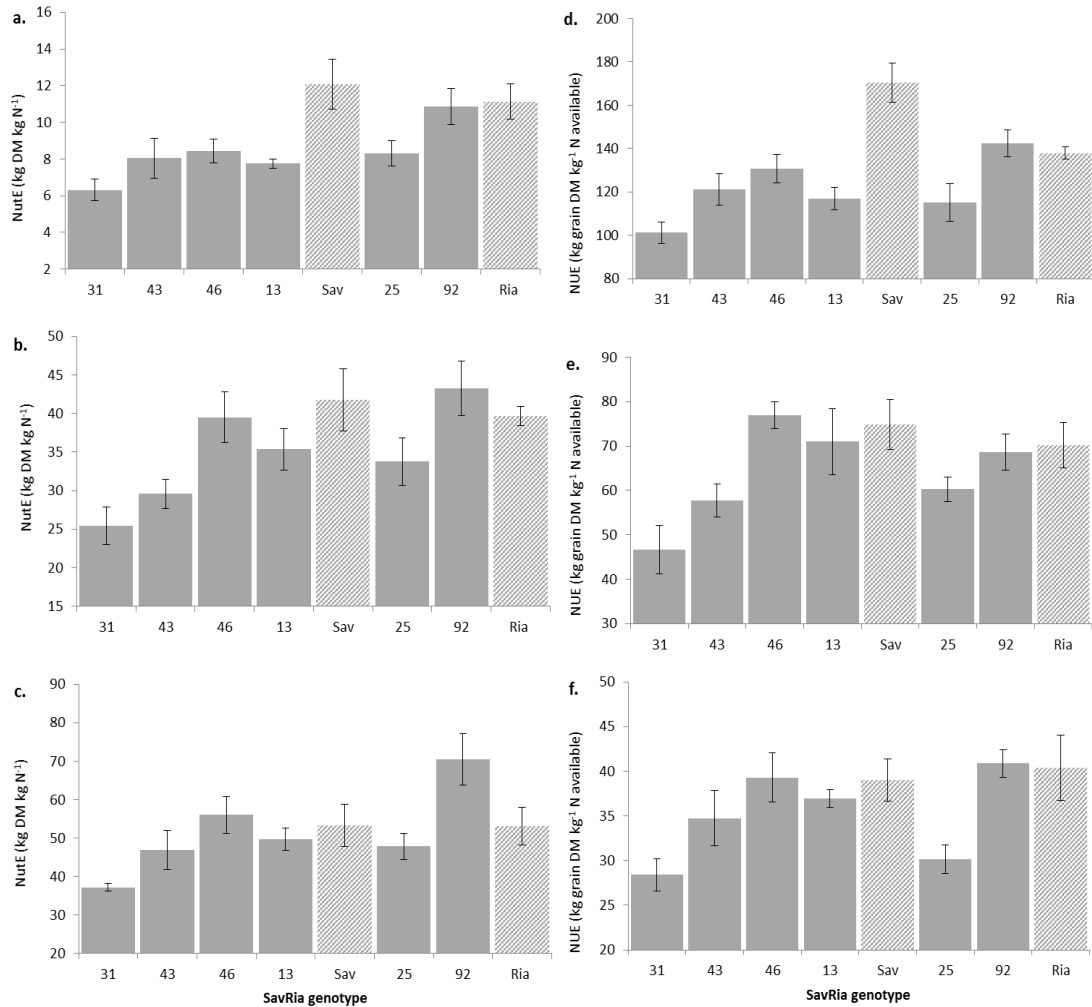 a.
NutE (kg DM kg N⁻¹)
16
14
12
10
8
6
4
2
31 43 46 13 Sav 25 92 Ria
b.
NutE (kg DM kg N⁻¹)
50
45
40
35
30
25
20
15
31 43 46 13 Sav 25 92 Ria
c.
NutE (kg DM kg N⁻¹)
90
80
70
60
50
40
30
20
31 43 46 13 Sav 25 92 Ria
SavRia genotype
d.
NUE (kg grain DM kg⁻¹ N available)
200
180
160
140
120
100
80
31 43 46 13 Sav 25 92 Ria
e.
NUE (kg grain DM kg⁻¹ N available)
90
80
70
60
50
40
30
31 43 46 13 Sav 25 92 Ria
f.
NUE (kg grain DM kg⁻¹ N available)
50
45
40
35
30
25
20
31 43 46 13 Sav 25 92 Ria
SavRia genotype